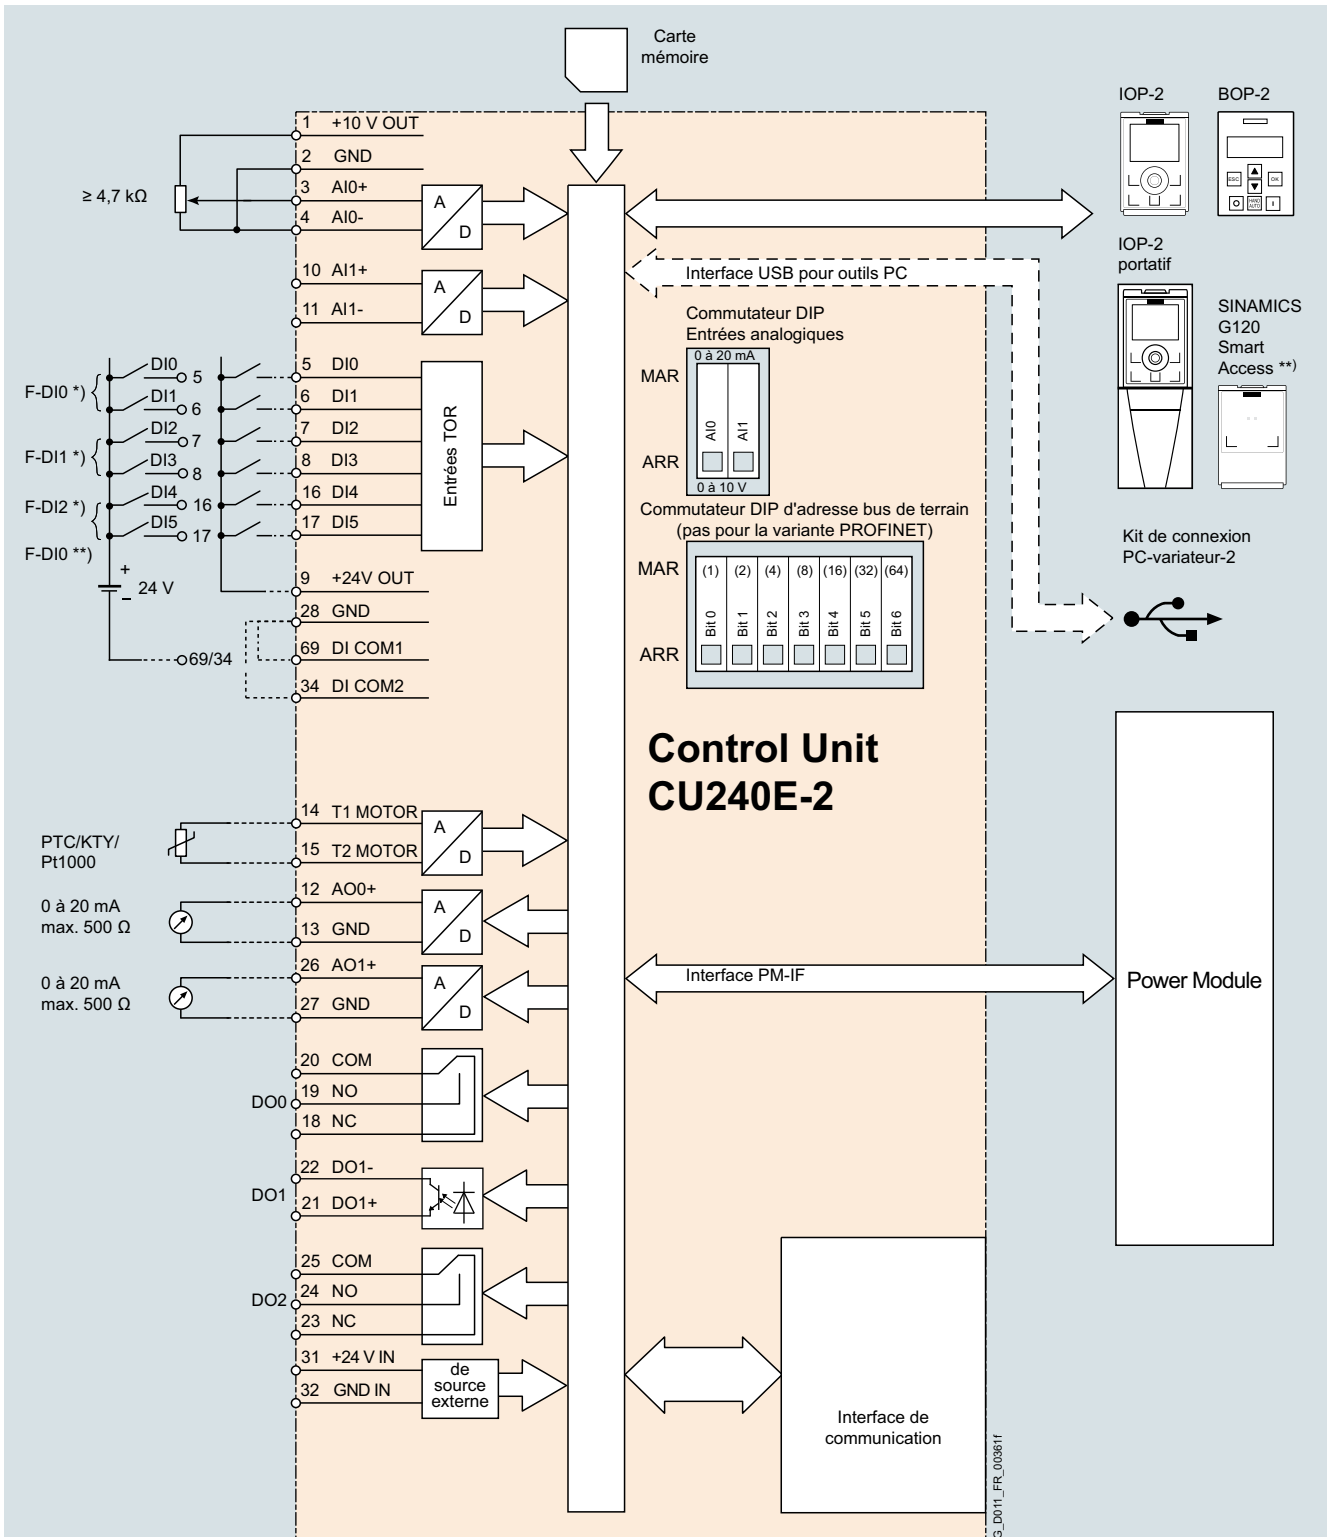 Carte
mémoire
IOP-2
BOP-2
ESC
OK
HAND
AUTO
IOP-2
portatif
SINAMICS
G120
Smart
Access **)
Kit de connexion
PC-variateur-2
1 +10 V OUT
2 GND
≥ 4,7 kΩ
3 AI0+
4 AI0-
A
D
10 AI1+
11 AI1-
A
D
Interface USB pour outils PC
Commutateur DIP
Entrées analogiques
0 à 20 mA
MAR
AI0
AI1
ARR
0 à 10 V
Commutateur DIP d'adresse bus de terrain
(pas pour la variante PROFINET)
MAR
(1) (2) (4) (8) (16) (32) (64)
Bit 0 Bit 1 Bit 2 Bit 3 Bit 4 Bit 5 Bit 6
ARR
F-DI0 *)
F-DI1 *)
F-DI2 *)
F-DI0 **)
DI0 5
DI1 6
DI2 7
DI3 8
DI4 16
DI5 17
5 DI0
6 DI1
7 DI2
8 DI3
16 DI4
17 DI5
Entrées TOR
+
24 V
–
69/34
9 +24V OUT
28 GND
69 DI COM1
34 DI COM2
Control Unit
CU240E-2
PTC/KTY/
Pt1000
14 T1 MOTOR
15 T2 MOTOR
A
D
0 à 20 mA
max. 500 Ω
12 AO0+
13 GND
A
D
0 à 20 mA
max. 500 Ω
26 AO1+
27 GND
A
D
Interface PM-IF
Power Module
DO0
20 COM
19 NO
18 NC
DO1
22 DO1-
21 DO1+
DO2
25 COM
24 NO
23 NC
31 +24 V IN
32 GND IN
de
source
externe
Interface de
communication
G_D011_FR_00361f